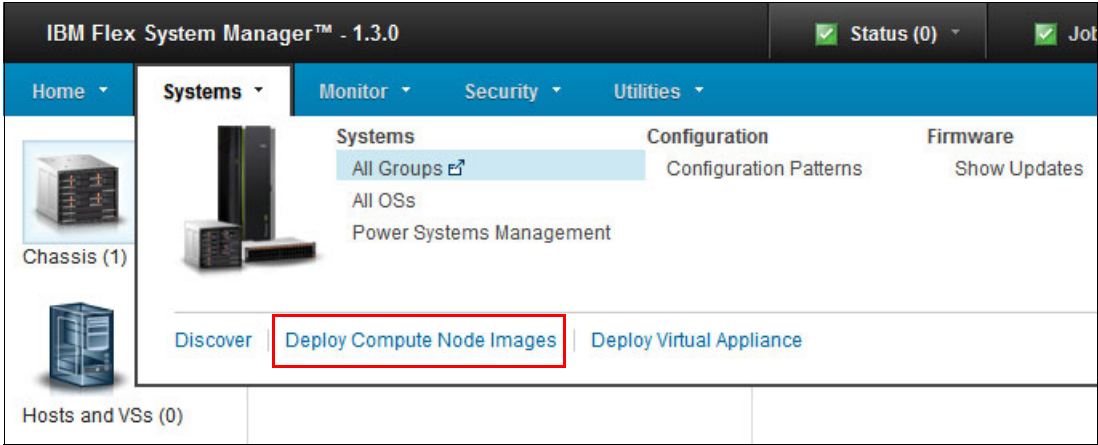 IBM Flex System Manager™ - 1.3.0 Status (0) Job
Home Systems Monitor Security Utilities
Systems Configuration Firmware
All Groups Configuration Patterns Show Updates
All OSs
Power Systems Management
Chassis (1)
Discover Deploy Compute Node Images Deploy Virtual Appliance
Hosts and VSs (0)